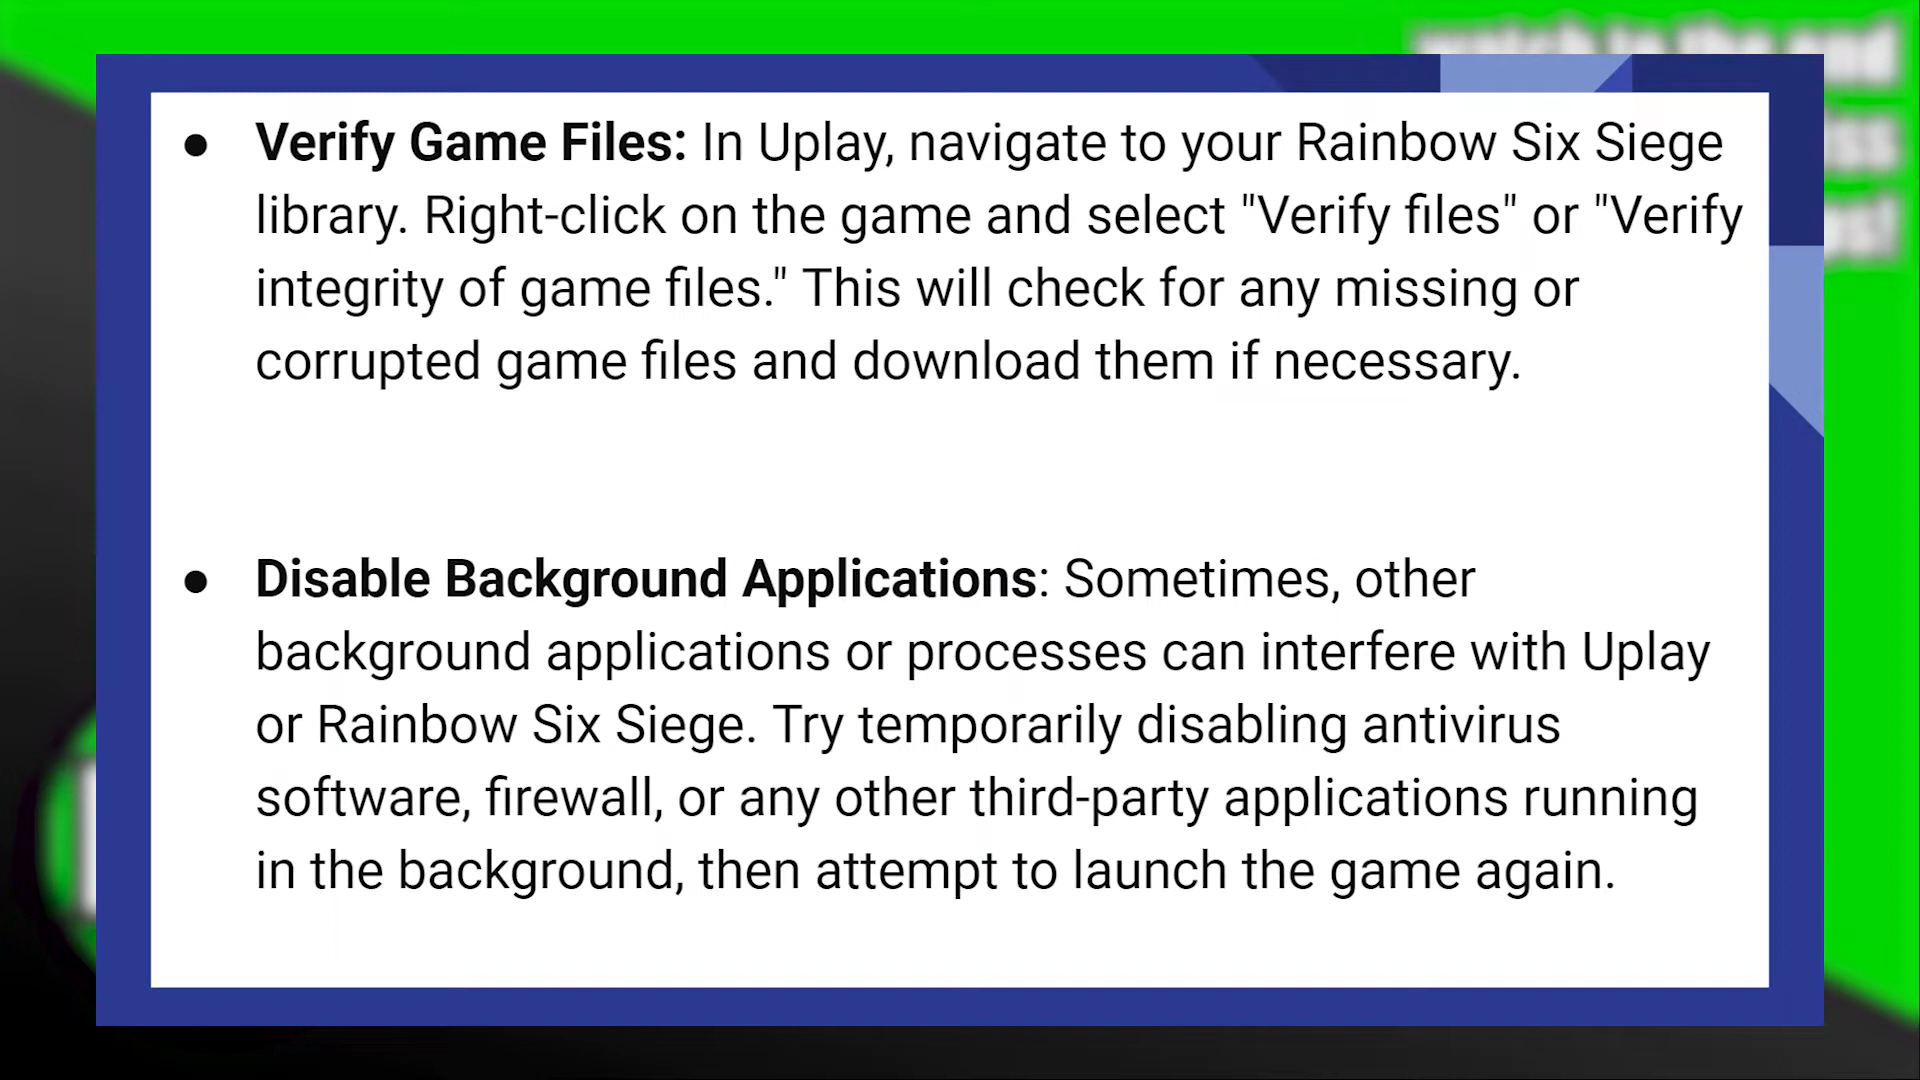 watch to the end
● Verify Game Files: In Uplay, navigate to your Rainbow Six Siege
library. Right-click on the game and select "Verify files" or "Verify
integrity of game files." This will check for any missing or
corrupted game files and download them if necessary.
● Disable Background Applications: Sometimes, other
background applications or processes can interfere with Uplay
or Rainbow Six Siege. Try temporarily disabling antivirus
software, firewall, or any other third-party applications running
in the background, then attempt to launch the game again.